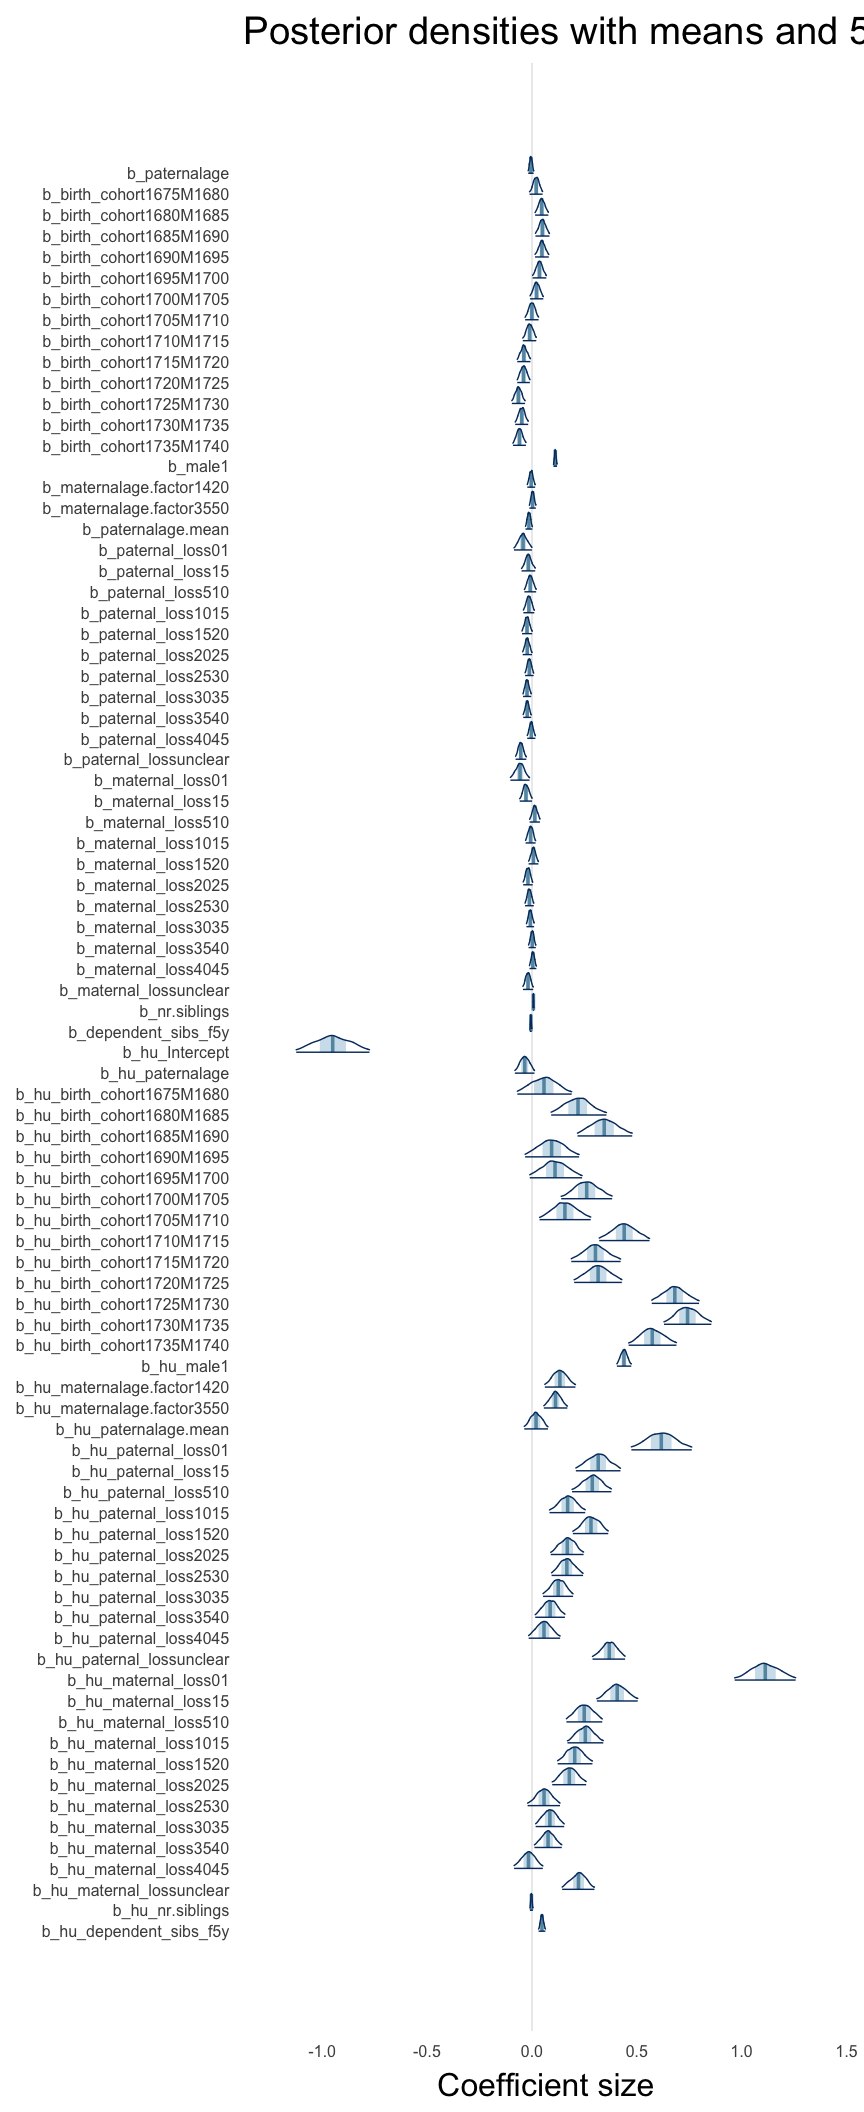 Posterior densities with means and 5
b_paternalage
b_birth_cohort1675M1680
b_birth_cohort1680M1685
b_birth_cohort1685M1690
b_birth_cohort1690M1695
b_birth_cohort1695M1700
b_birth_cohort1700M1705
b_birth_cohort1705M1710
b_birth_cohort1710M1715
b_birth_cohort1715M1720
b_birth_cohort1720M1725
b_birth_cohort1725M1730
b_birth_cohort1730M1735
b_birth_cohort1735M1740
b_male1
b_maternalage.factor1420
b_maternalage.factor3550
b_paternalage.mean
b_paternal_loss01
b_paternal_loss15
b_paternal_loss510
b_paternal_loss1015
b_paternal_loss1520
b_paternal_loss2025
b_paternal_loss2530
b_paternal_loss3035
b_paternal_loss3540
b_paternal_loss4045
b_paternal_lossunclear
b_maternal_loss01
b_maternal_loss15
b_maternal_loss510
b_maternal_loss1015
b_maternal_loss1520
b_maternal_loss2025
b_maternal_loss2530
b_maternal_loss3035
b_maternal_loss3540
b_maternal_loss4045
b_maternal_lossunclear
b_nr.siblings
b_dependent_sibs_f5y
b_hu_Intercept
b_hu_paternalage
b_hu_birth_cohort1675M1680
b_hu_birth_cohort1680M1685
b_hu_birth_cohort1685M1690
b_hu_birth_cohort1690M1695
b_hu_birth_cohort1695M1700
b_hu_birth_cohort1700M1705
b_hu_birth_cohort1705M1710
b_hu_birth_cohort1710M1715
b_hu_birth_cohort1715M1720
b_hu_birth_cohort1720M1725
b_hu_birth_cohort1725M1730
b_hu_birth_cohort1730M1735
b_hu_birth_cohort1735M1740
b_hu_male1
b_hu_maternalage.factor1420
b_hu_maternalage.factor3550
b_hu_paternalage.mean
b_hu_paternal_loss01
b_hu_paternal_loss15
b_hu_paternal_loss510
b_hu_paternal_loss1015
b_hu_paternal_loss1520
b_hu_paternal_loss2025
b_hu_paternal_loss2530
b_hu_paternal_loss3035
b_hu_paternal_loss3540
b_hu_paternal_loss4045
b_hu_paternal_lossunclear
b_hu_maternal_loss01
b_hu_maternal_loss15
b_hu_maternal_loss510
b_hu_maternal_loss1015
b_hu_maternal_loss1520
b_hu_maternal_loss2025
b_hu_maternal_loss2530
b_hu_maternal_loss3035
b_hu_maternal_loss3540
b_hu_maternal_loss4045
b_hu_maternal_lossunclear
b_hu_nr.siblings
b_hu_dependent_sibs_f5y
-1.0 -0.5 0.0 0.5 1.0 1.5
Coefficient size